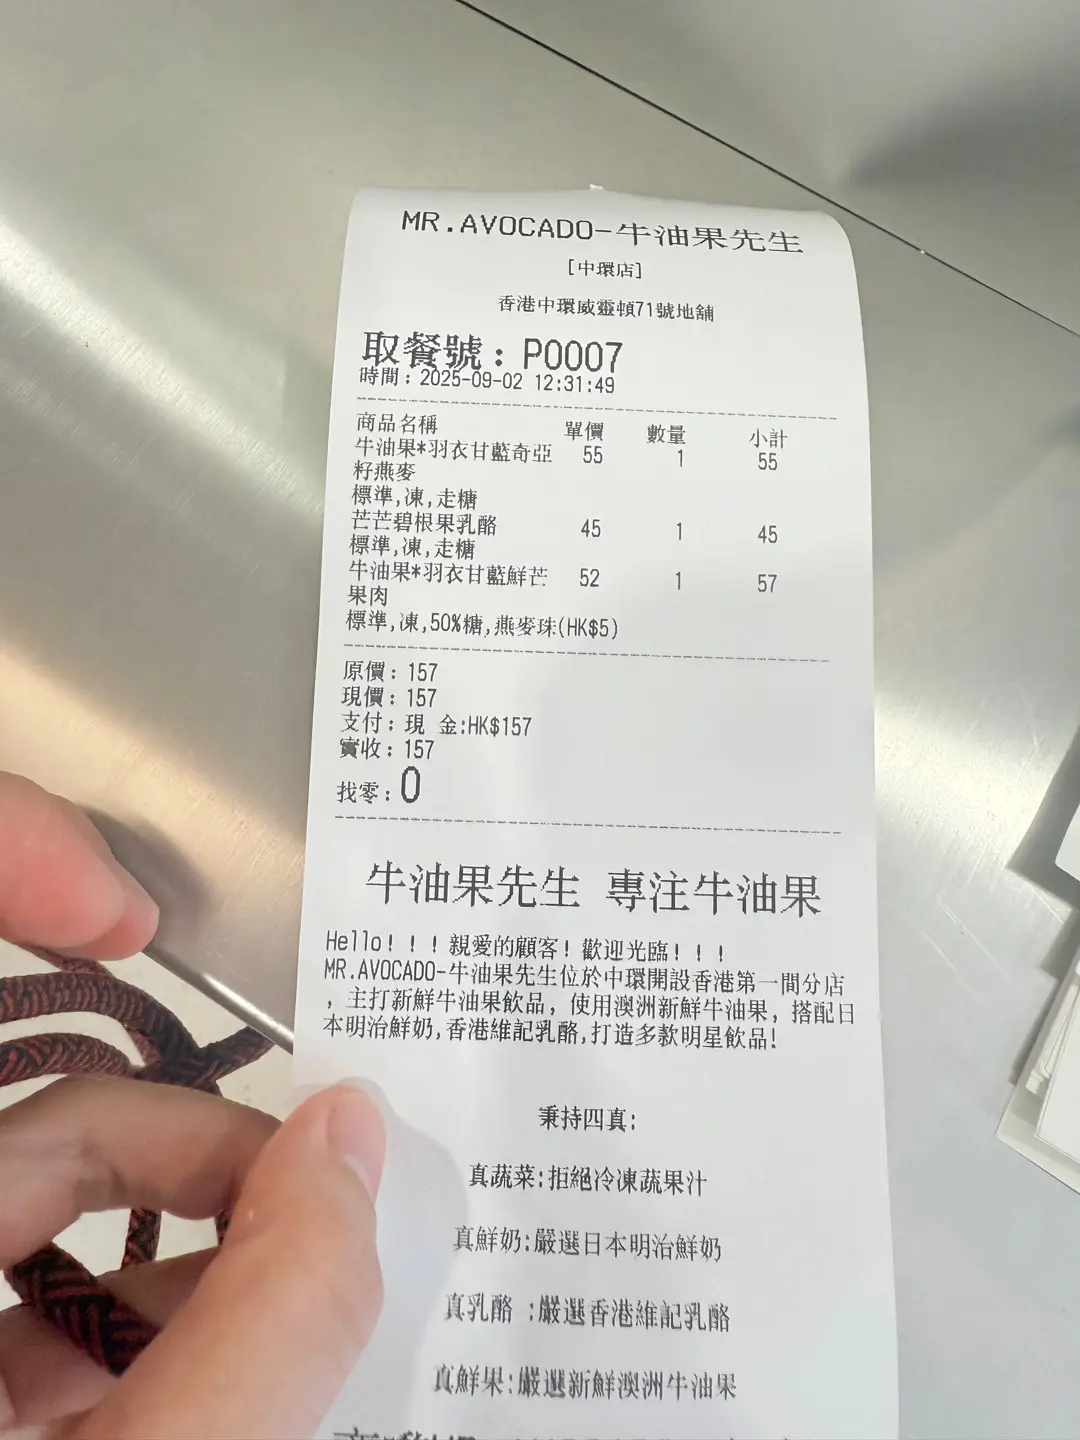 MR.AVOCADO-牛油果先生
[中環店]
香港中環威靈頓71號地舖
取餐號：P0007
時間：2025-09-02 12:31:49
商品名稱 單價 數量 小計
牛油果*羽衣甘藍奇亞 55 1 55
籽燕麥
標準,凍,走糖
芒芒碧根果乳酪 45 1 45
標準,凍,走糖
牛油果*羽衣甘藍鮮芒 52 1 57
果肉
標準,凍,50%糖,燕麥珠(HK$5)
原價：157
現價：157
支付：現 金:HK$157
實收：157
找零：0
牛油果先生 專注牛油果
Hello！！！親愛的顧客！歡迎光臨！！！
MR.AVOCADO-牛油果先生位於中環開設香港第一間分店
，主打新鮮牛油果飲品，使用澳洲新鮮牛油果，搭配日
本明治鮮奶,香港維記乳酪,打造多款明星飲品!
秉持四真:
真蔬菜:拒絕冷凍蔬果汁
真鮮奶:嚴選日本明治鮮奶
真乳酪 :嚴選香港維記乳酪
真鮮果:嚴選新鮮澳洲牛油果